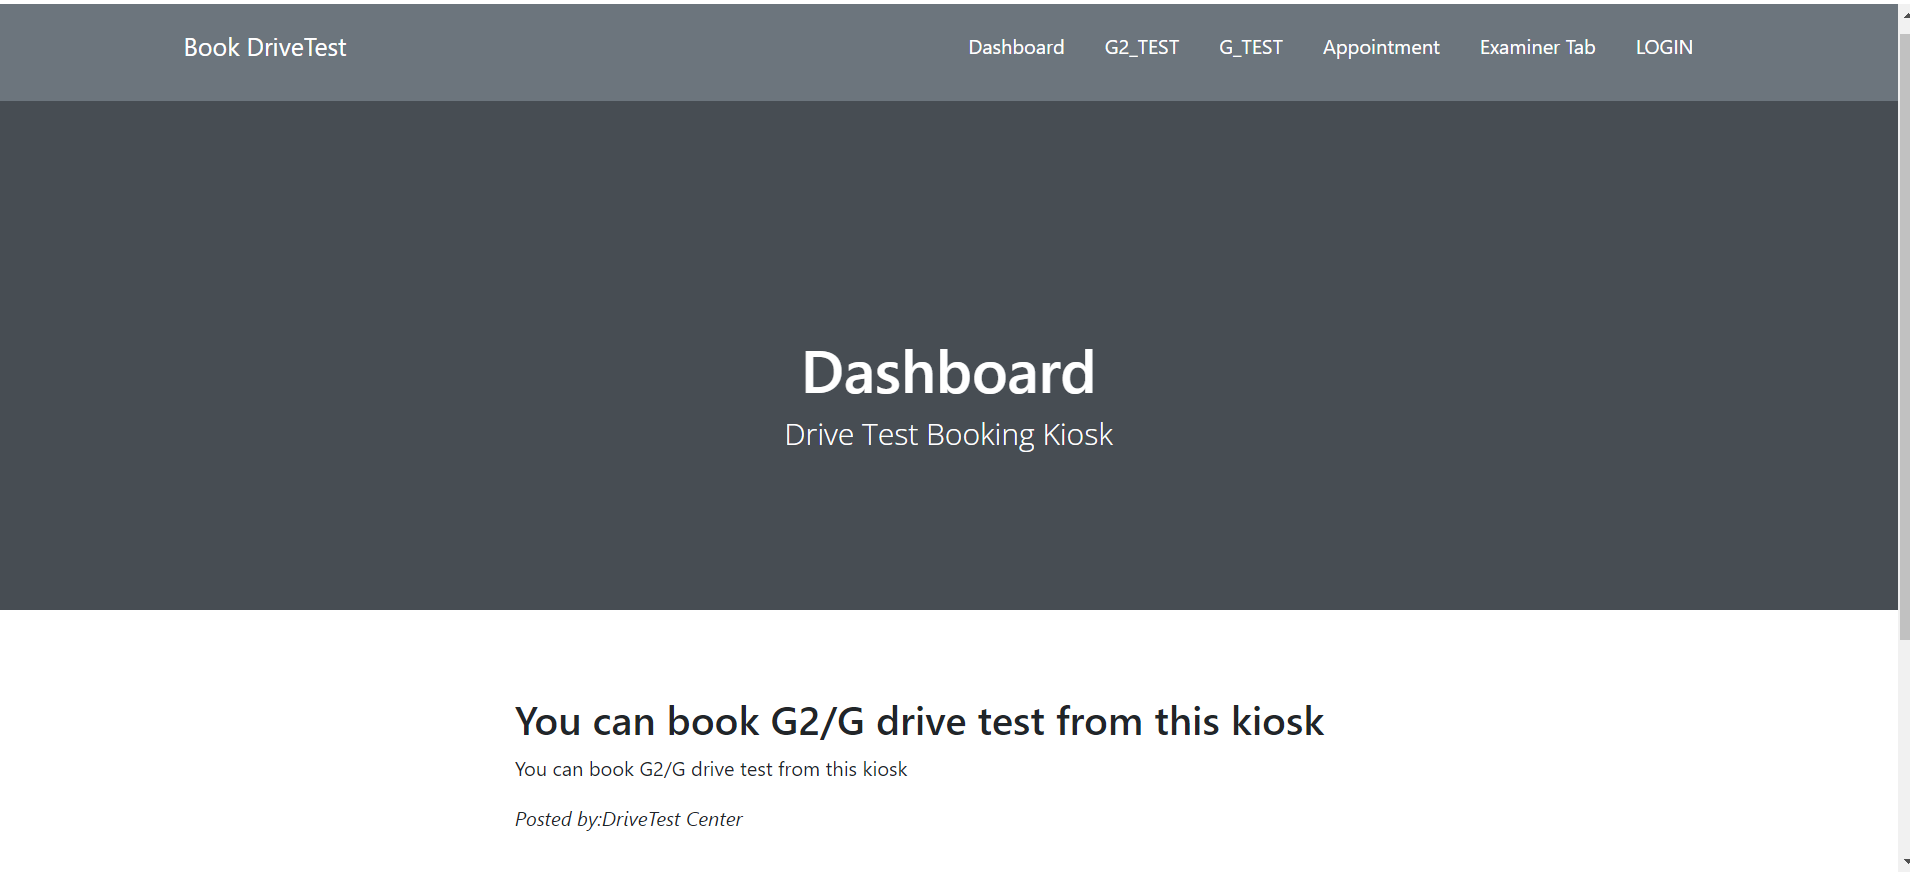 Book DriveTest
Dashboard G2_TEST G_TEST Appointment Examiner Tab LOGIN
Dashboard
Drive Test Booking Kiosk
You can book G2/G drive test from this kiosk
You can book G2/G drive test from this kiosk
Posted by:DriveTest Center